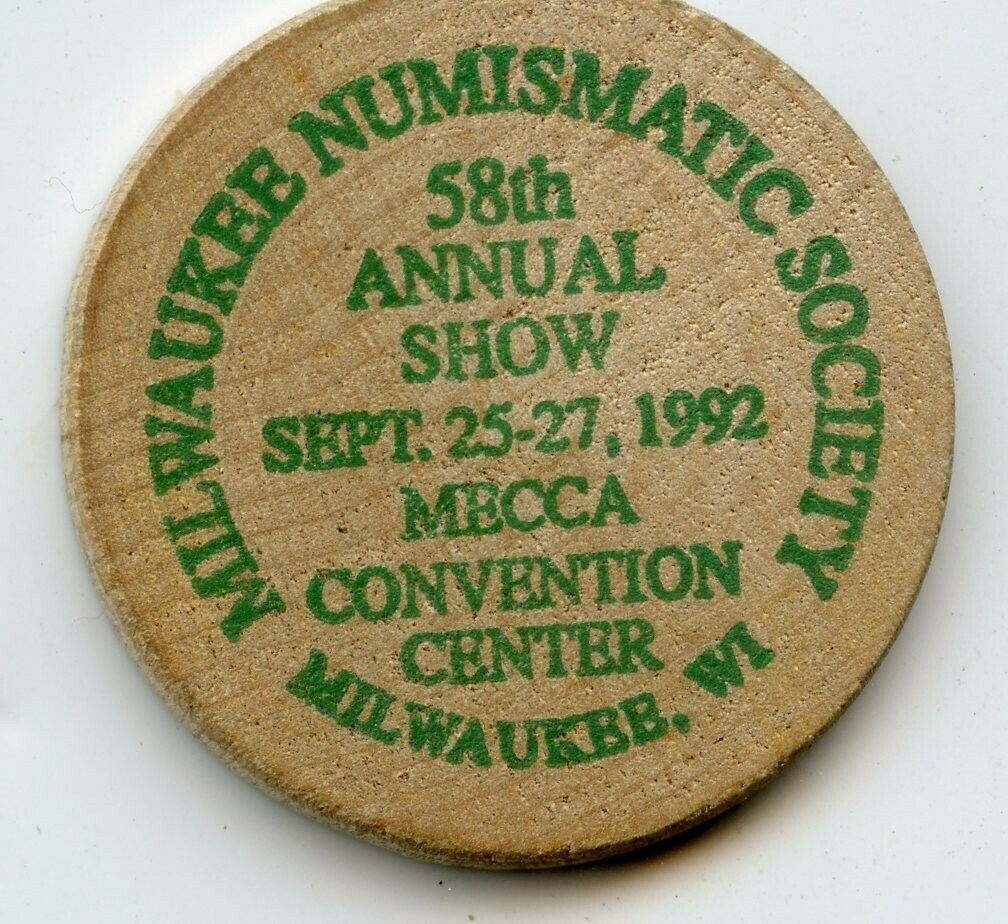 MILWAUKEE NUMISMATIC SOCIETY
58th
ANNUAL
SHOW
SEPT. 25-27, 1992
MECCA
CONVENTION
CENTER
MILWAUKEE, WI